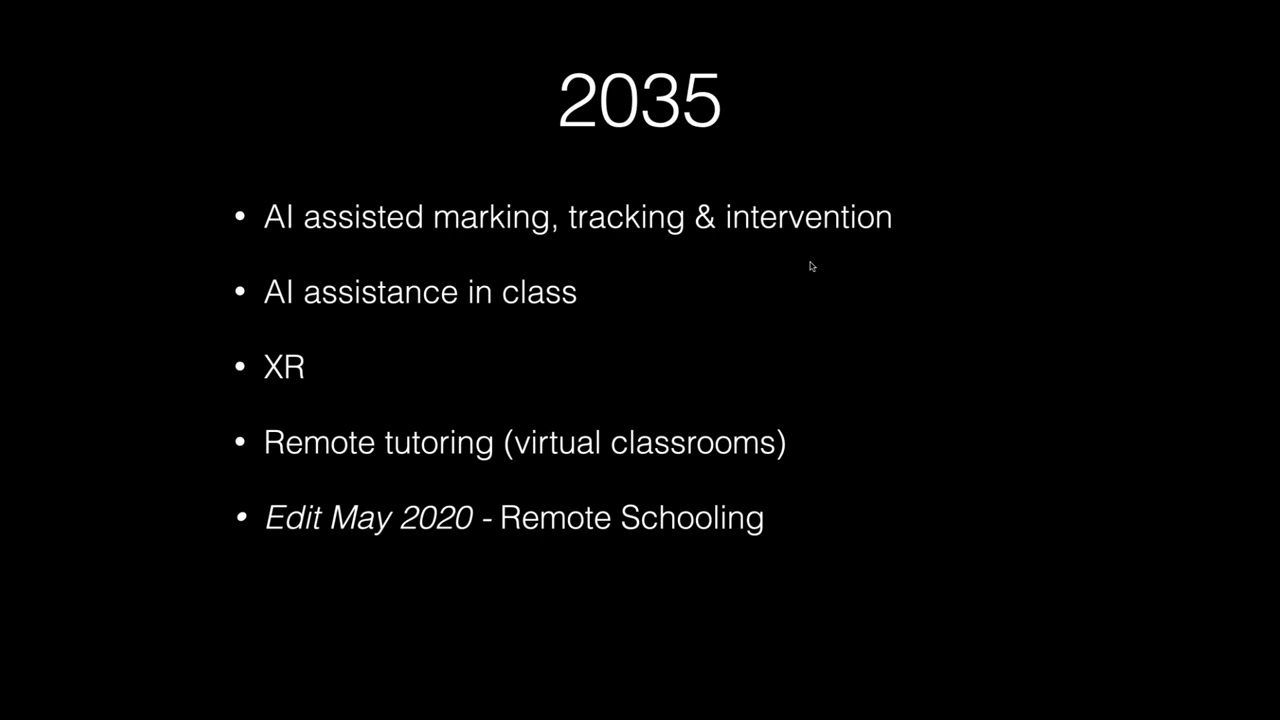 2035
• AI assisted marking, tracking & intervention
• AI assistance in class
• XR
• Remote tutoring (virtual classrooms)
• Edit May 2020 - Remote Schooling